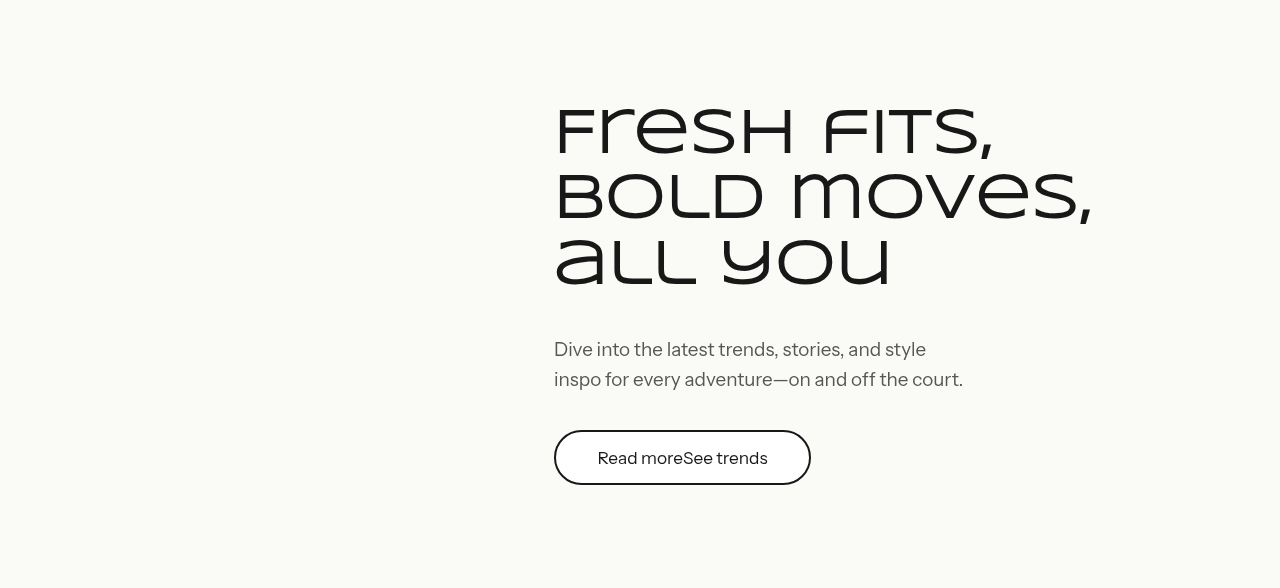 Fresh fits,
bold moves,
all you
Dive into the latest trends, stories, and style
inspo for every adventure—on and off the court.
Read moreSee trends